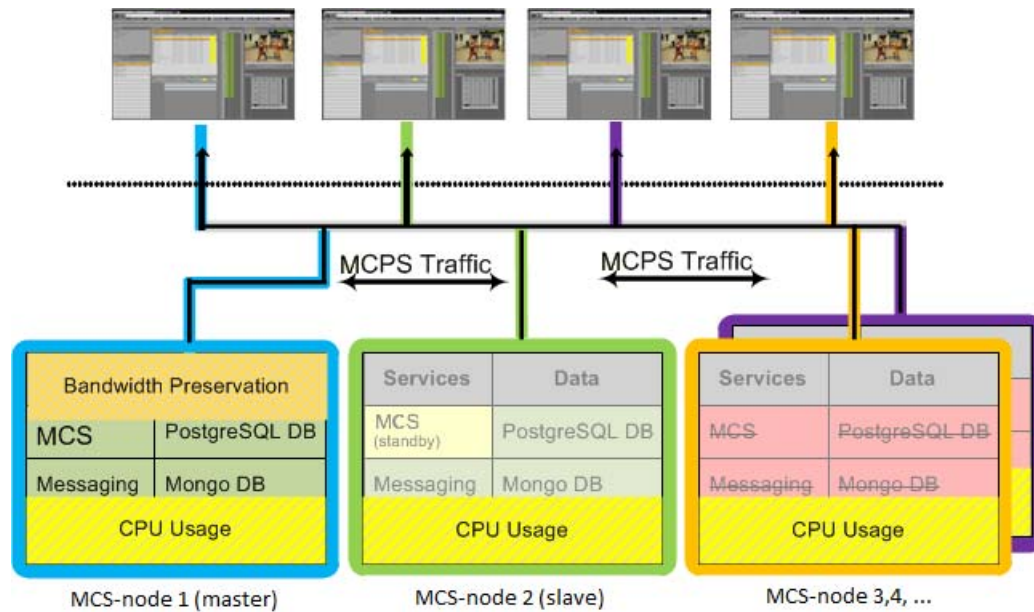 MCPS Traffic
MCPS Traffic
Bandwidth Preservation
MCS
PostgreSQL DB
Messaging
Mongo DB
CPU Usage
Services
Data
MCS
(standby)
PostgreSQL DB
Messaging
Mongo DB
CPU Usage
Services
Data
MCS
PostgreSQL DB
Messaging
Mongo DB
CPU Usage
MCS-node 1 (master)
MCS-node 2 (slave)
MCS-node 3,4, ...